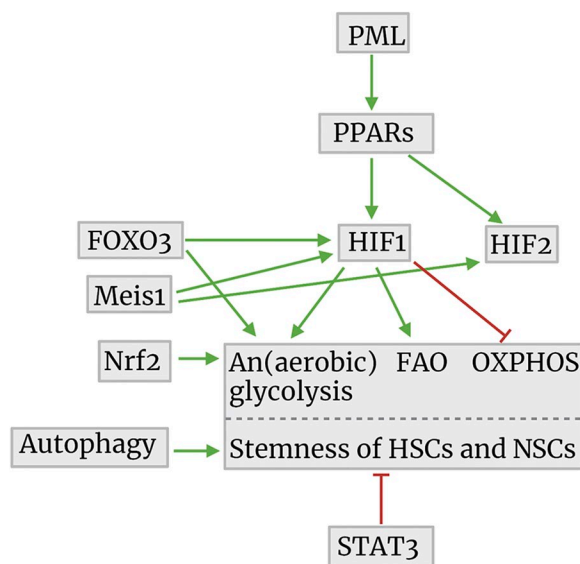 PML
PPARs
FOXO3
HIF1
HIF2
Meis1
Nrf2
An(aerobic) FAO OXPHOS
glycolysis
Autophagy
Stemness of HSCs and NSCs
STAT3